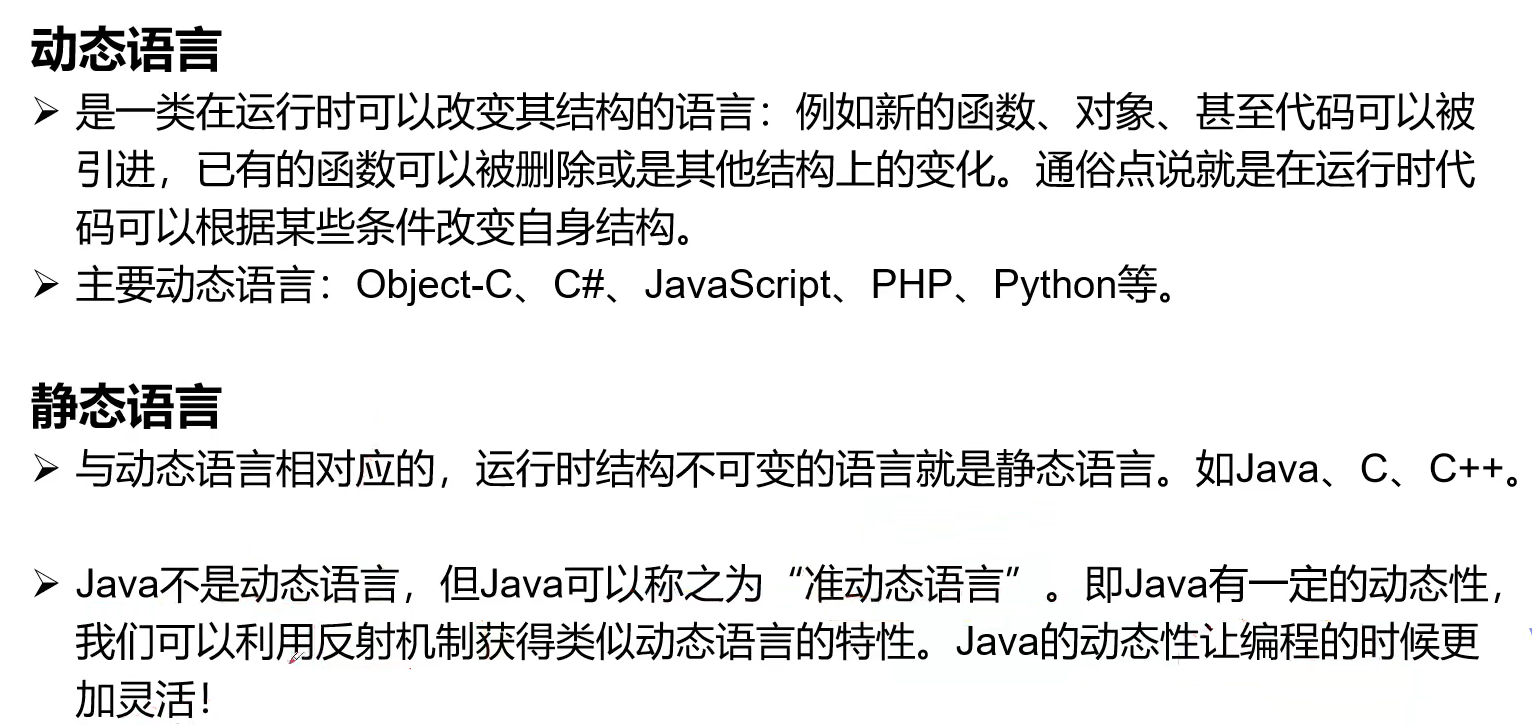 动态语言
➢ 是一类在运行时可以改变其结构的语言：例如新的函数、对象、甚至代码可以被
引进，已有的函数可以被删除或是其他结构上的变化。通俗点说就是在运行时代
码可以根据某些条件改变自身结构。
➢ 主要动态语言：Object-C、C#、JavaScript、PHP、Python等。
静态语言
➢ 与动态语言相对应的，运行时结构不可变的语言就是静态语言。如Java、C、C++。
➢ Java不是动态语言，但Java可以称之为“准动态语言”。即Java有一定的动态性，
我们可以利用反射机制获得类似动态语言的特性。Java的动态性让编程的时候更
加灵活！